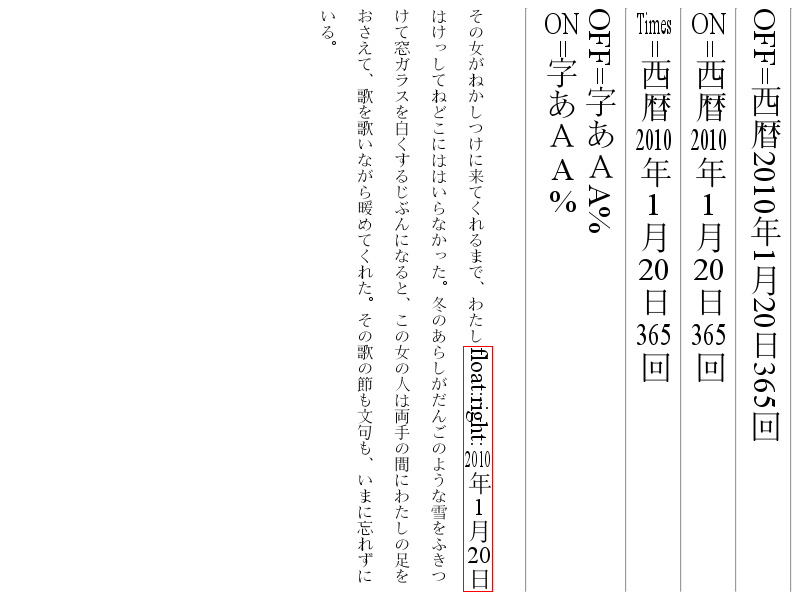 OFF=西暦2010年1月20日365回
ON=西暦2010年1月20日365回
Times=西暦2010年1月20日365回
OFF=字あAA%
ON=字あAA%
その女がねかしつけに来てくれるまで、わたし
float:right:2010年1月20日
はけっしてねどこにははいらなかった。冬のあらしがだんごのような雪をふきつ
けて窓ガラスを白くするじぶんになると、この女の人は両手の間にわたしの足を
おさえて、歌を歌いながら暖めてくれた。その歌の節も文句も、いまに忘れずに
いる。